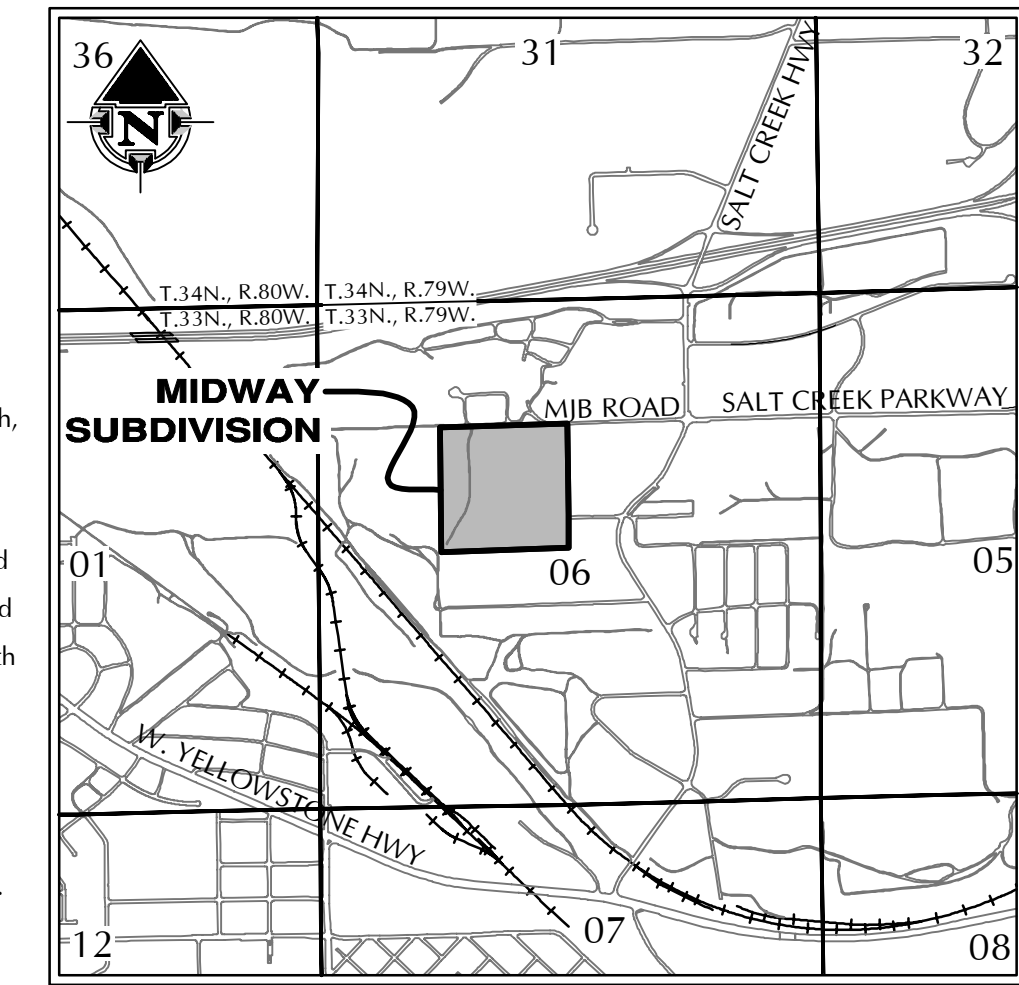 36
31
32
N
SALT CREEK HWY
T.34N., R.80W.
T.34N., R.79W.
T.33N., R.80W.
T.33N., R.79W.
MIDWAY
SUBDIVISION
MJB ROAD
SALT CREEK PARKWAY
h,
01
06
05
d
d
th
W. YELLOWSTONE HWY
.
12
07
08